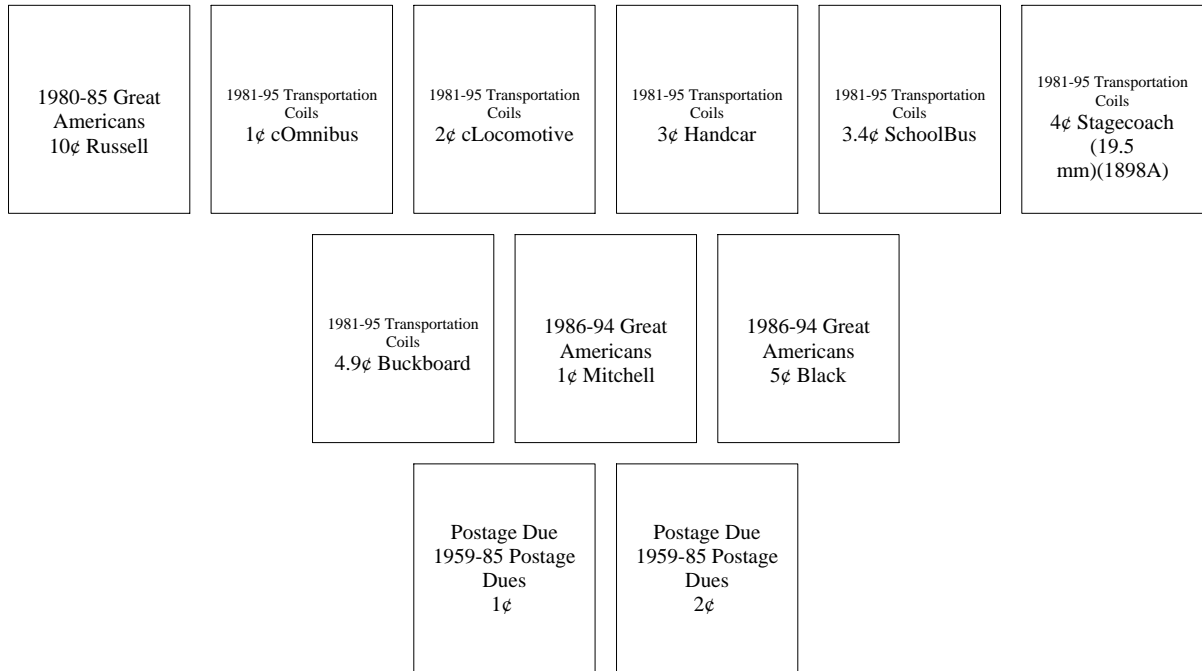 1980-85 Great
Americans
10¢ Russell
1981-95 Transportation
Coils
1¢ cOmnibus
1981-95 Transportation
Coils
2¢ cLocomotive
1981-95 Transportation
Coils
3¢ Handcar
1981-95 Transportation
Coils
3.4¢ SchoolBus
1981-95 Transportation
Coils
4¢ Stagecoach
(19.5
mm)(1898A)
1981-95 Transportation
Coils
4.9¢ Buckboard
1986-94 Great
Americans
1¢ Mitchell
1986-94 Great
Americans
5¢ Black
Postage Due
1959-85 Postage
Dues
1¢
Postage Due
1959-85 Postage
Dues
2¢